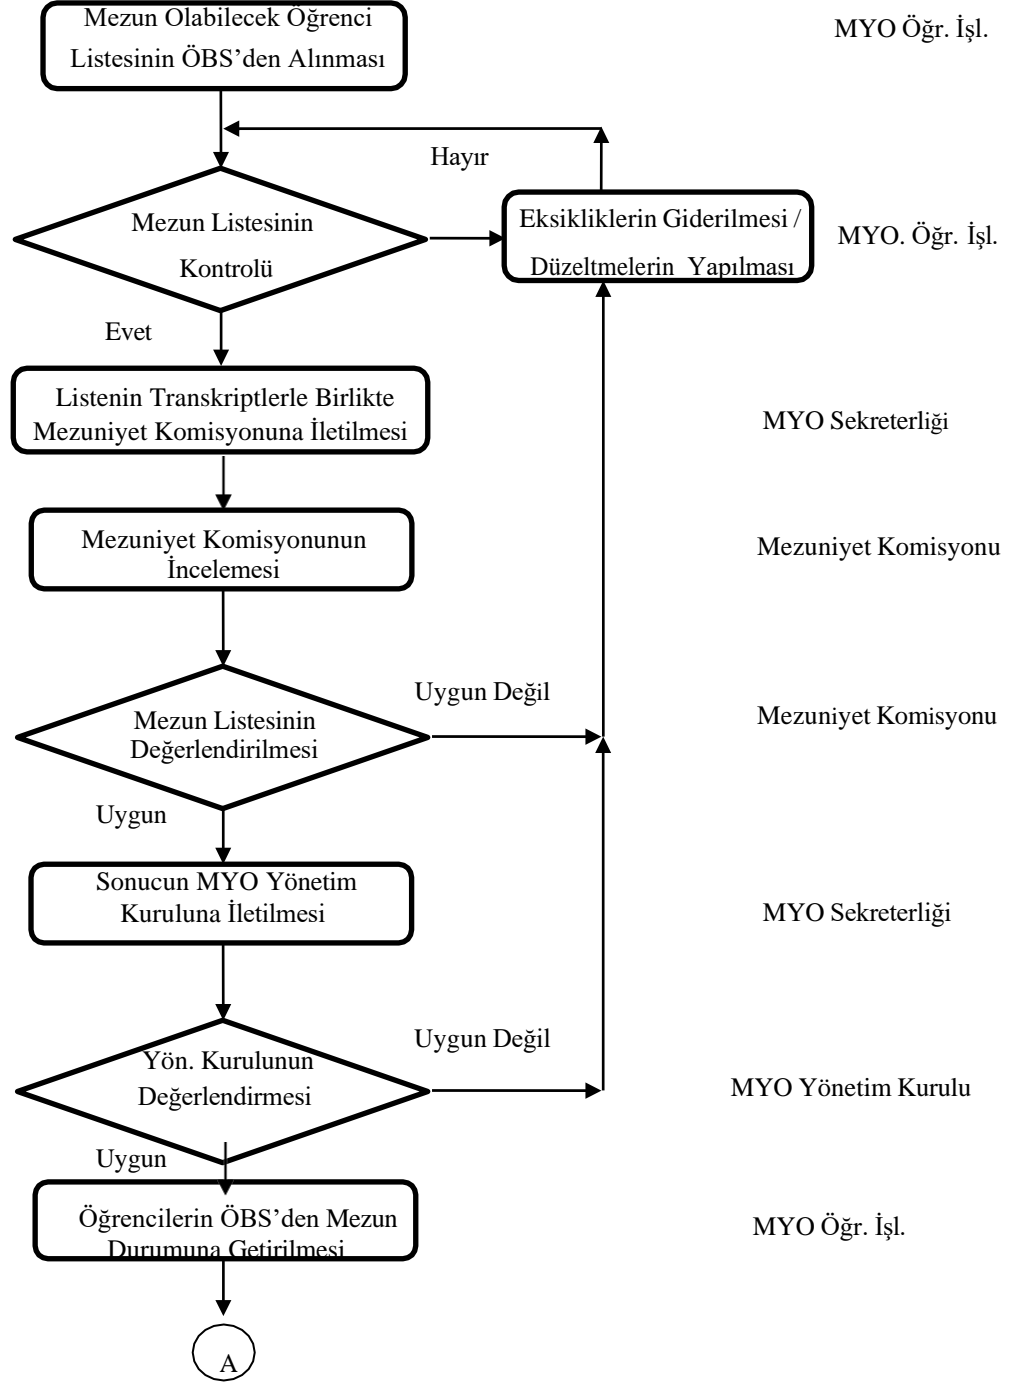 Mezun Olabilecek Öğrenci
Listesinin ÖBS’den Alınması
MYO Öğr. İşl.
Hayır
Mezun Listesinin
Kontrolü
Eksikliklerin Giderilmesi /
Düzeltmelerin Yapılması
MYO. Öğr. İşl.
Evet
Listenin Transkriptlerle Birlikte
Mezuniyet Komisyonuna İletilmesi
MYO Sekreterliği
Mezuniyet Komisyonunun
İncelemesi
Mezuniyet Komisyonu
Uygun Değil
Mezun Listesinin
Değerlendirilmesi
Mezuniyet Komisyonu
Uygun
Sonucun MYO Yönetim
Kuruluna İletilmesi
MYO Sekreterliği
Uygun Değil
Yön. Kurulunun
Değerlendirmesi
MYO Yönetim Kurulu
Uygun
Öğrencilerin ÖBS’den Mezun
Durumuna Getirilmesi
MYO Öğr. İşl.
A